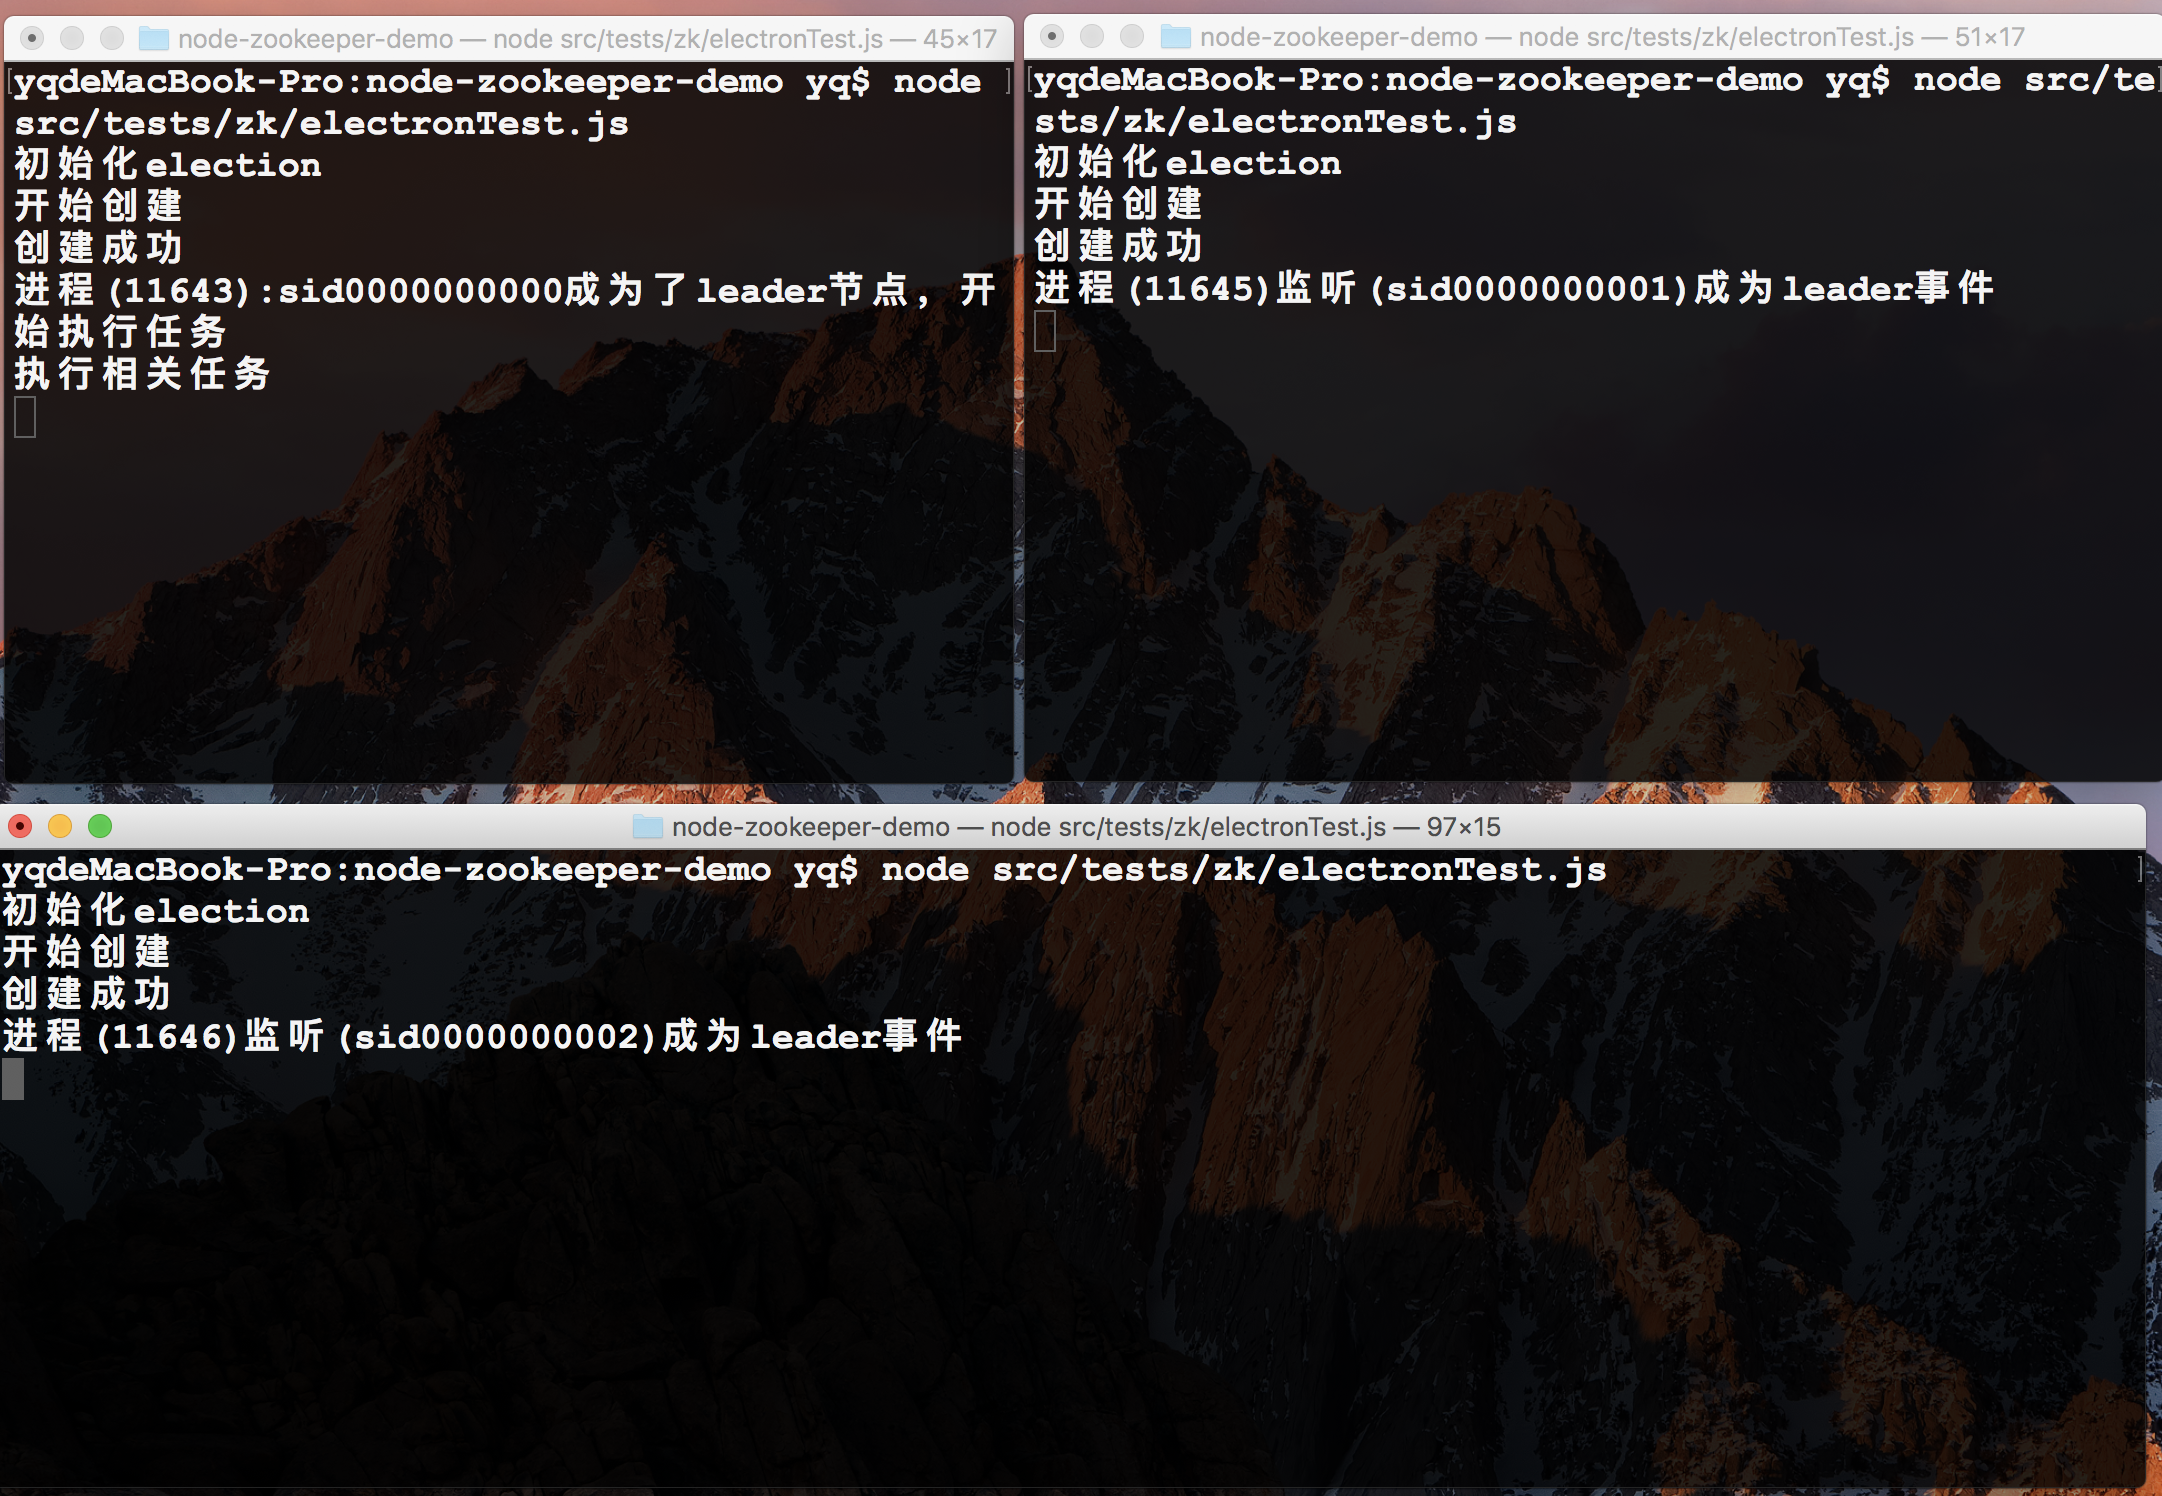 node-zookeeper-demo — node src/tests/zk/electronTest.js — 45×17
[yqdeMacBook-Pro:node-zookeeper-demo yq$ node ]
src/tests/zk/electronTest.js
初始化election
开始创建
创建成功
进程(11643):sid0000000000成为了leader节点，开
始执行任务
执行相关任务
node-zookeeper-demo — node src/tests/zk/electronTest.js — 51×17
[yqdeMacBook-Pro:node-zookeeper-demo yq$ node src/te]
sts/zk/electronTest.js
初始化election
开始创建
创建成功
进程(11645)监听(sid0000000001)成为leader事件
node-zookeeper-demo — node src/tests/zk/electronTest.js — 97×15
yqdeMacBook-Pro:node-zookeeper-demo yq$ node src/tests/zk/electronTest.js ]
初始化election
开始创建
创建成功
进程(11646)监听(sid0000000002)成为leader事件